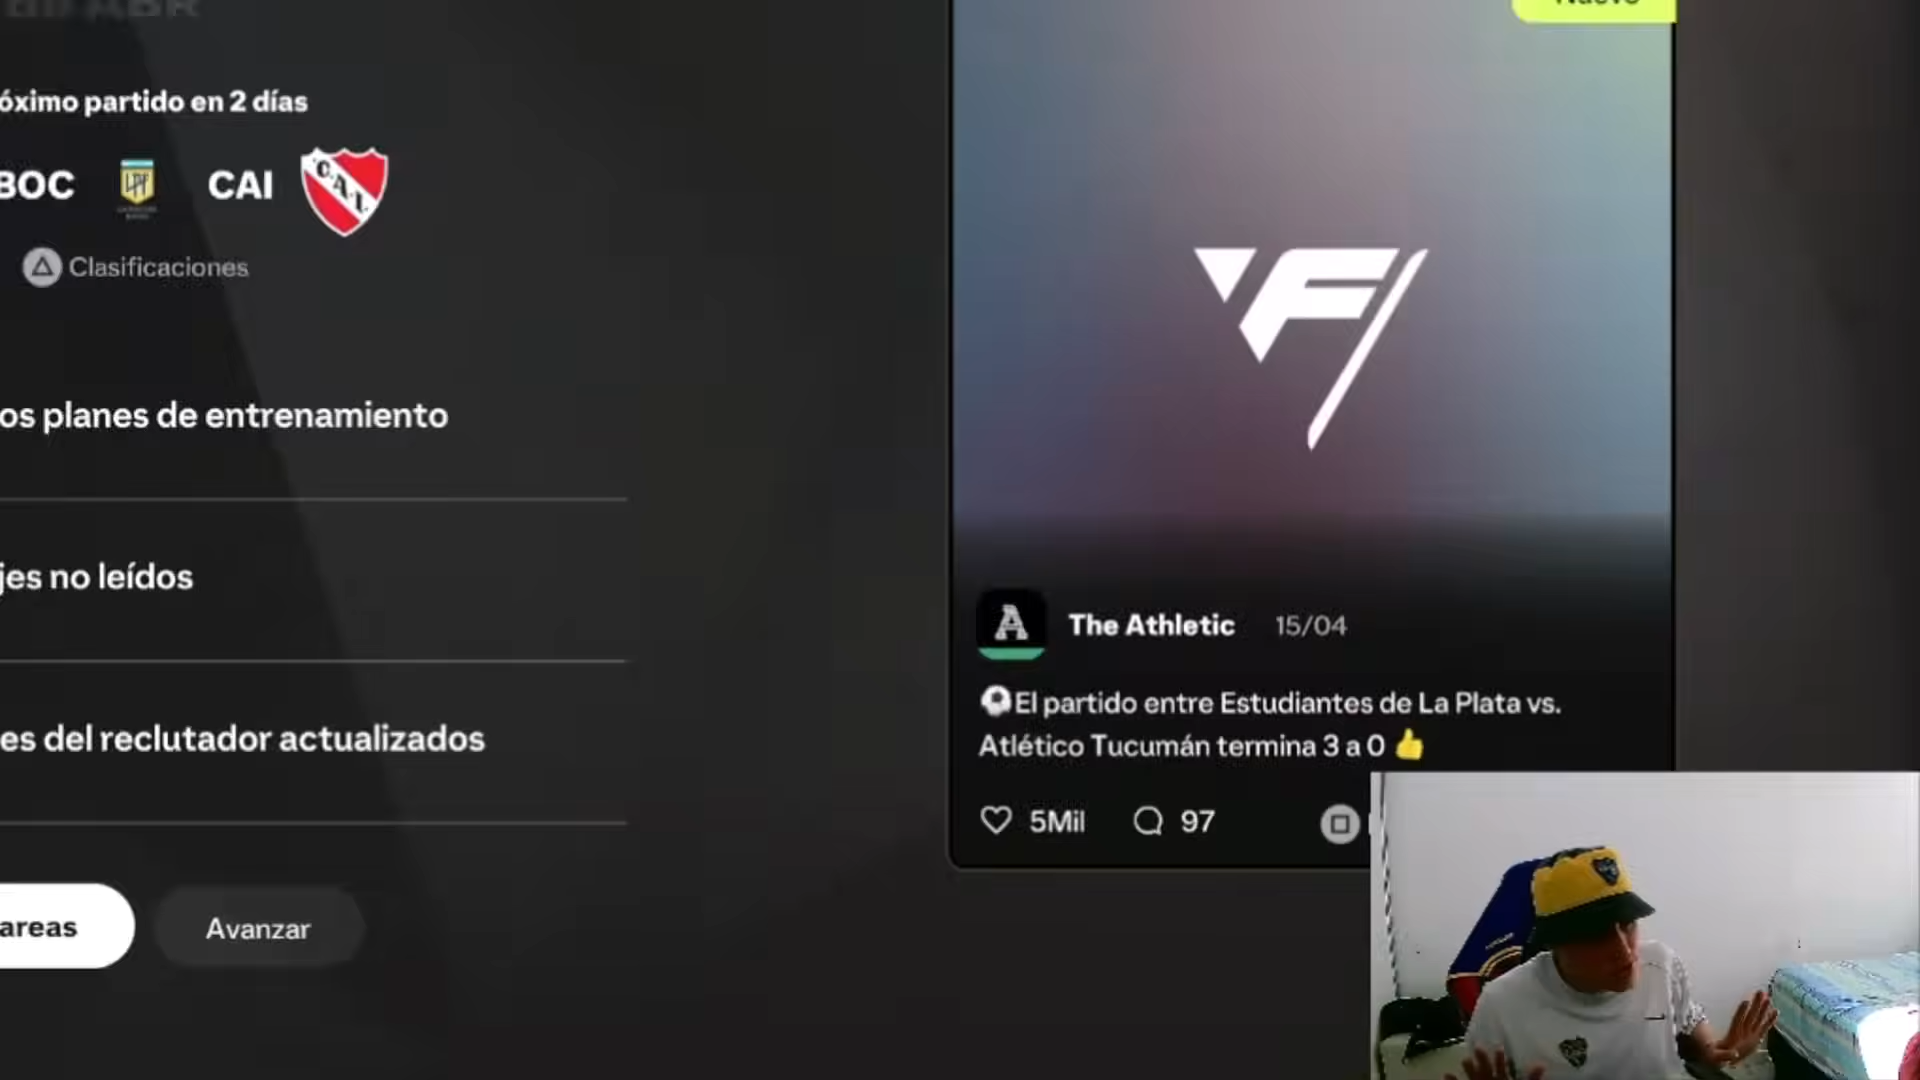 óximo partido en 2 días
BOC
LPF
CAI
C.A.I.
Clasificaciones
os planes de entrenamiento
jes no leídos
es del reclutador actualizados
areas
Avanzar
Nuevo
The Athletic 15/04
El partido entre Estudiantes de La Plata vs.
Atlético Tucumán termina 3 a 0
5Mil 97